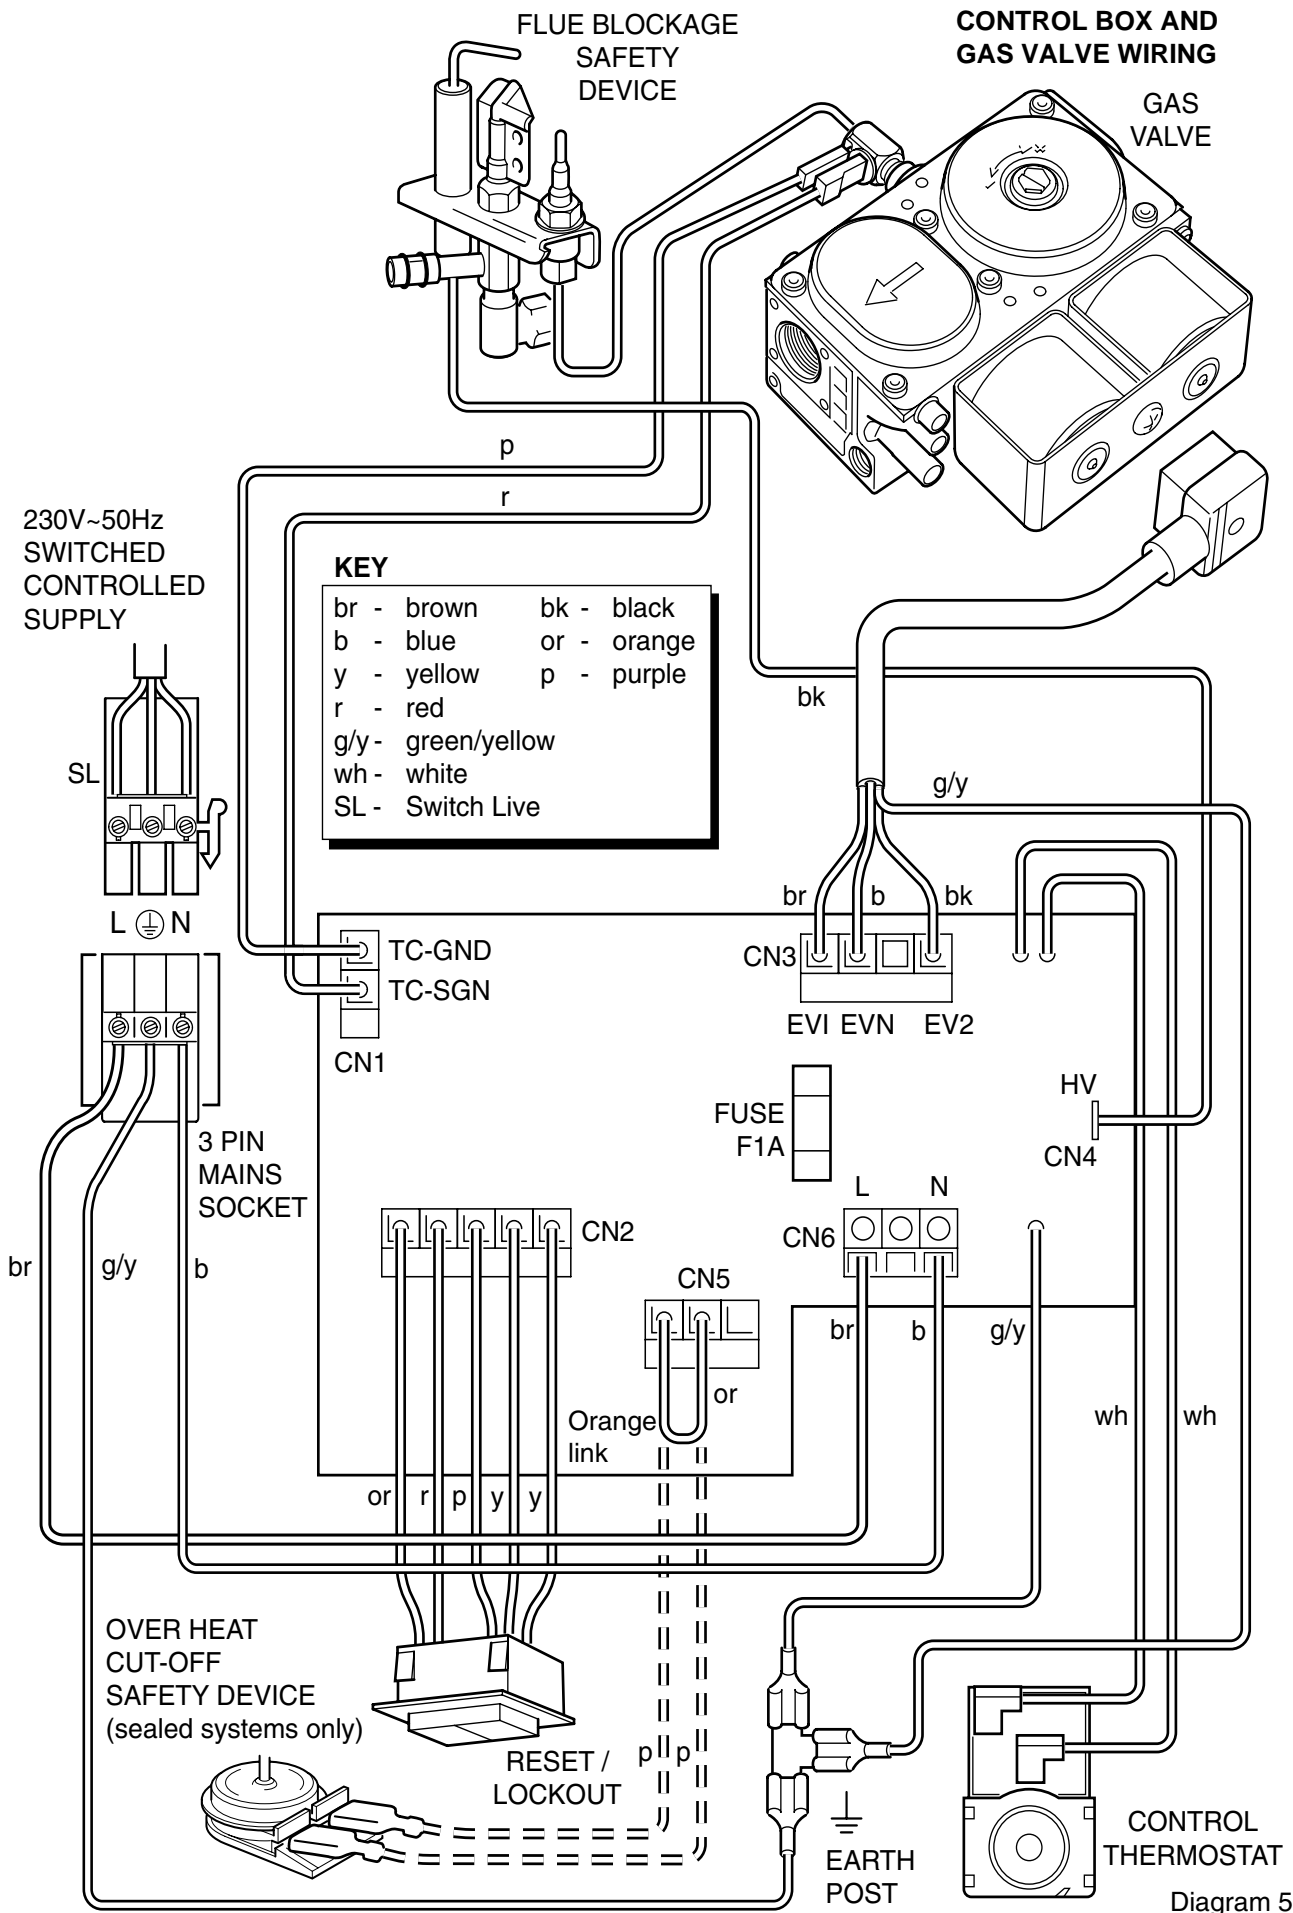 FLUE BLOCKAGE
SAFETY
DEVICE
CONTROL BOX AND
GAS VALVE WIRING
GAS
VALVE
p
r
230V~50Hz
SWITCHED
CONTROLLED
SUPPLY
KEY
br - brown
bk - black
b - blue
or - orange
y - yellow
p - purple
r - red
g/y - green/yellow
wh - white
SL - Switch Live
bk
SL
g/y
L N
br
b
bk
TC-GND
TC-SGN
CN1
CN3
EVI EVN EV2
HV
CN4
FUSE
F1A
3 PIN
MAINS
SOCKET
L N
CN6
CN2
CN5
br
g/y
b
br
b
g/y
or
Orange
link
wh
wh
or
r
p
y
y
OVER HEAT
CUT-OFF
SAFETY DEVICE
(sealed systems only)
RESET /
LOCKOUT
p
p
EARTH
POST
CONTROL
THERMOSTAT
Diagram 5